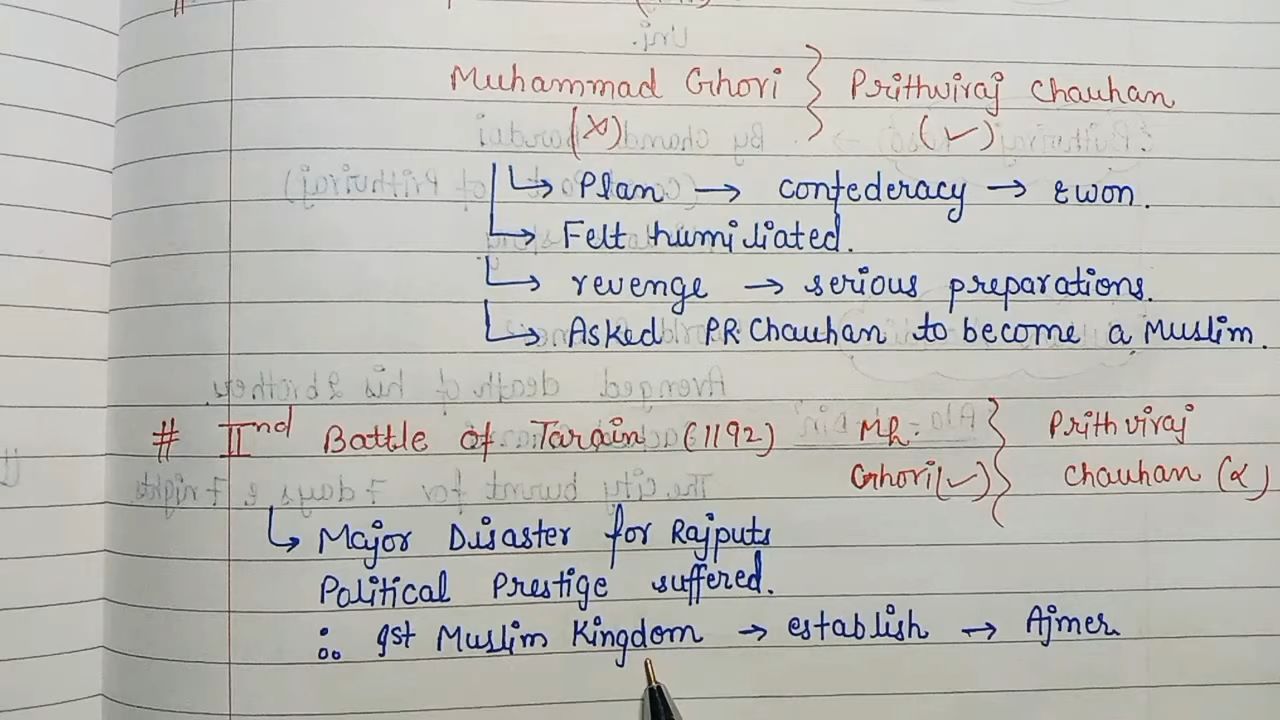 Muhammad Ghori } Prithviraj Chauhan
(×) (✓)
↳ Plan → confederacy → & won.
↳ Felt humiliated.
↳ revenge → serious preparations.
↳ Asked PR Chauhan to become a Muslim.
# IInd Battle of Tarain (1192) Mh. } Prithviraj
Ghori (✓) Chauhan (×)
↳ Major Disaster for Rajputs
Political Prestige suffered.
∴ 1st Muslim Kingdom → establish → Ajmer